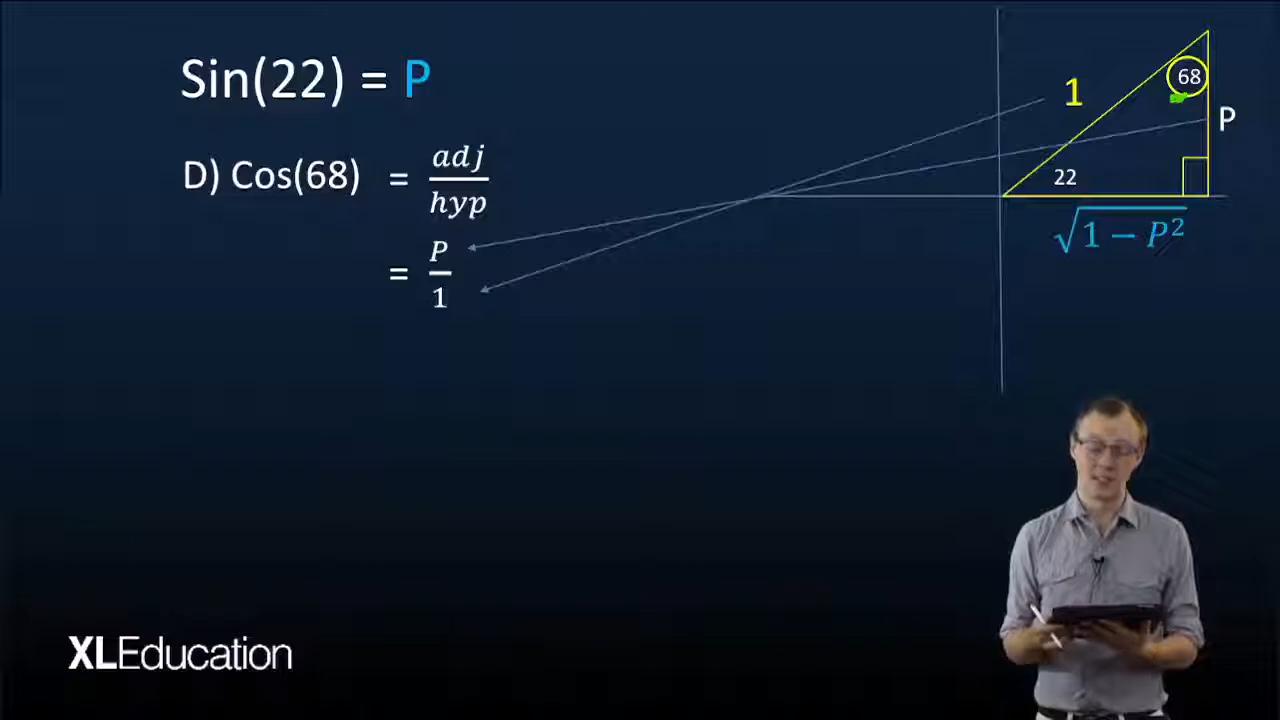 Sin(22) = P
D) Cos(68) = adj/hyp
= P/1
1
68
P
22
√1 − P²
XLEducation